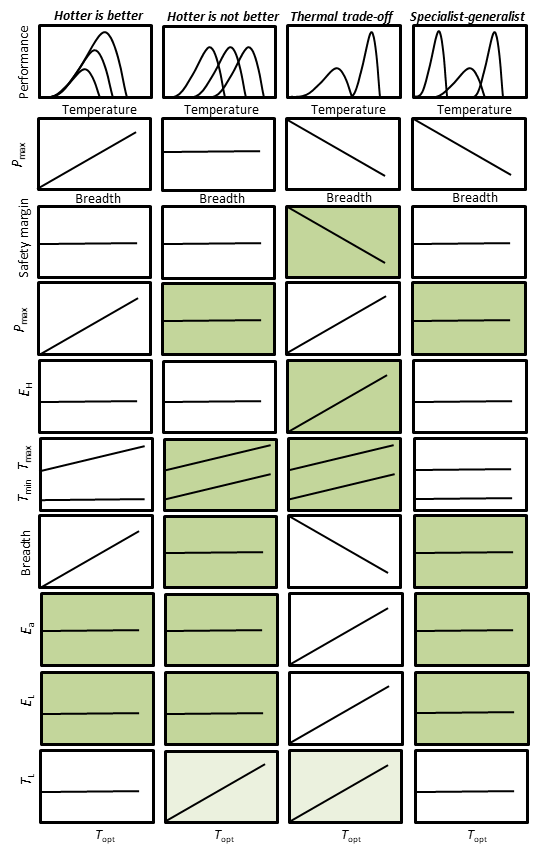 Hotter is better Hotter is not better Thermal trade-off Specialist-generalist
Performance
Temperature Temperature Temperature Temperature
Pmax
Breadth Breadth Breadth Breadth
Safety margin
Pmax
EH
Tmin Tmax
Breadth
Ea
EL
TL
Topt Topt Topt Topt